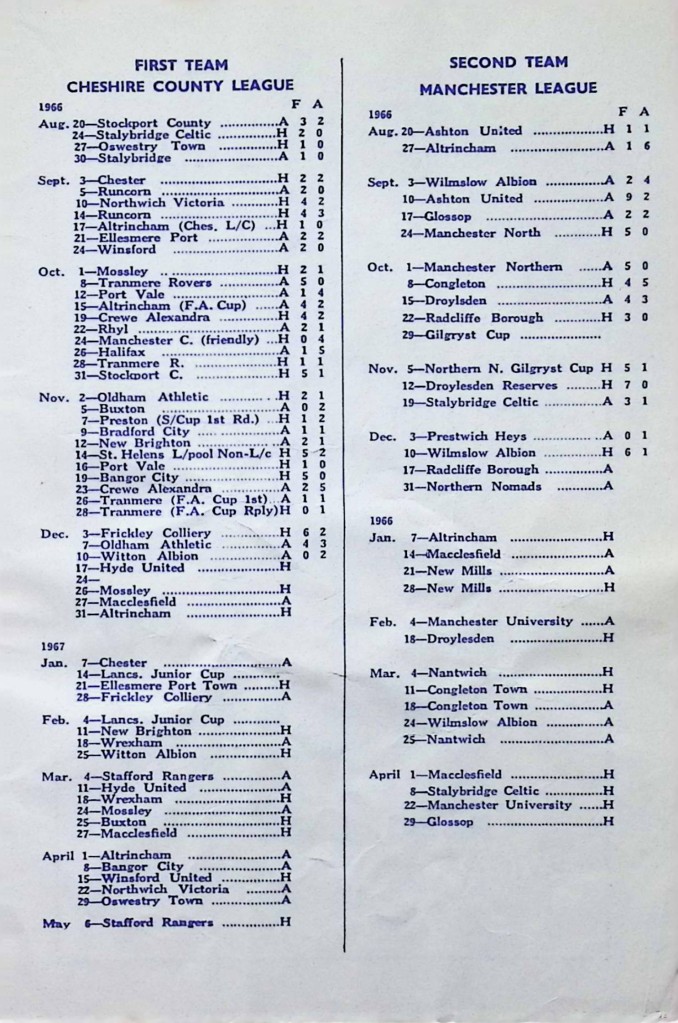 FIRST TEAM
CHESHIRE COUNTY LEAGUE
F A
1966
Aug. 20—Stockport County ...............A 3 2
24—Stalybridge Celtic ..............H 2 0
27—Oswestry Town ................H 1 0
30—Stalybridge .....................A 1 0
Sept. 3—Chester ..........................H 2 2
5—Runcorn ..........................A 2 0
10—Northwich Victoria .........H 4 2
14—Runcorn ..........................H 4 3
17—Altrincham (Ches. L/C) ...H 1 0
21—Ellesmere Port ................A 2 2
24—Winsford ........................A 2 0
Oct. 1—Mossley .. ........................H 2 1
8—Tranmere Rovers .............A 5 0
12—Port Vale .......................A 1 4
15—Altrincham (F.A. Cup) .....A 4 2
19—Crewe Alexandra .............H 4 2
22—Rhyl ...............................A 2 1
24—Manchester C. (friendly) ...H 0 4
26—Halifax ...........................A 1 5
28—Tranmere R. ...................H 1 1
31—Stockport C. ...................H 5 1
Nov. 2—Oldham Athletic ..............H 2 1
5—Buxton ...........................A 0 2
7—Preston (S/Cup 1st Rd.) ...H 1 2
9—Bradford City ..................A 1 1
12—New Brighton .................A 2 1
14—St. Helens L/pool Non-L/c H 5 2
16—Port Vale ........................H 1 0
19—Bangor City ....................H 5 0
23—Crewe Alexandra .............A 2 5
26—Tranmere (F.A. Cup 1st)...A 1 1
28—Tranmere (F.A. Cup Rply)H 0 1
Dec. 3—Frickley Colliery ..............H 6 2
7—Oldham Athletic ..............A 4 3
10—Witton Albion .................A 0 2
17—Hyde United ...................H
24—
26—Mossley ..........................H
27—Macclesfield ....................A
31—Altrincham .....................H
1967
Jan. 7—Chester ..........................A
14—Lancs. Junior Cup ...........
21—Ellesmere Port Town .........H
28—Frickley Colliery ..............A
Feb. 4—Lancs. Junior Cup ...........
11—New Brighton .................H
18—Wrexham ........................A
25—Witton Albion .................H
Mar. 4—Stafford Rangers ..............A
11—Hyde United ...................A
18—Wrexham ........................H
24—Mossley ..........................A
25—Buxton ...........................H
27—Macclesfield ....................H
April 1—Altrincham .....................A
8—Bangor City ....................A
15—Winsford United ..............H
22—Northwich Victoria .........A
29—Oswestry Town ................A
May 6—Stafford Rangers ..............H
SECOND TEAM
MANCHESTER LEAGUE
F A
1966
Aug. 20—Ashton United .................H 1 1
27—Altrincham .....................A 1 6
Sept. 3—Wilmslow Albion ..............A 2 4
10—Ashton United .................A 9 2
17—Glossop ..........................A 2 2
24—Manchester North ...........H 5 0
Oct. 1—Manchester Northern ......A 5 0
8—Congleton .......................H 4 5
15—Droylsden .......................A 4 3
22—Radcliffe Borough ............H 3 0
29—Gilgryst Cup ....................
Nov. 5—Northern N. Gilgryst Cup H 5 1
12—Droylesden Reserves ........H 7 0
19—Stalybridge Celtic ............A 3 1
Dec. 3—Prestwich Heys ................A 0 1
10—Wilmslow Albion ..............H 6 1
17—Radcliffe Borough ............A
31—Northern Nomads ............A
1966
Jan. 7—Altrincham .....................H
14—Macclesfield ....................A
21—New Mills .......................A
28—New Mills .......................H
Feb. 4—Manchester University ......A
18—Droylesden .....................H
Mar. 4—Nantwich ........................H
11—Congleton Town ...............H
18—Congleton Town ...............A
24—Wilmslow Albion ..............A
25—Nantwich ........................A
April 1—Macclesfield ....................H
8—Stalybridge Celtic ............H
22—Manchester University .....H
29—Glossop ..........................H